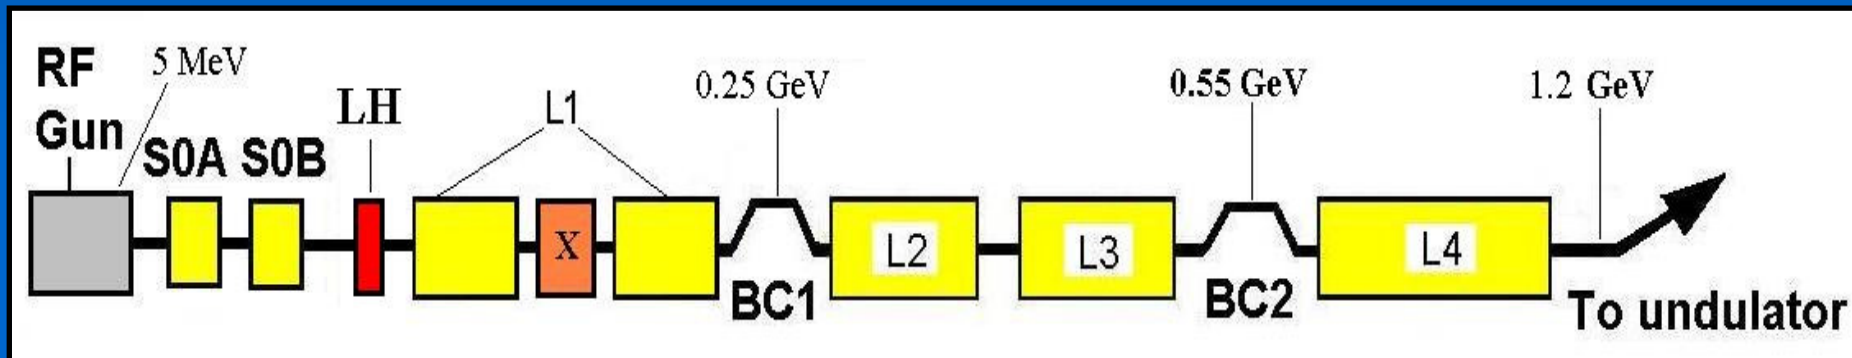 RF
Gun
5 MeV
S0A S0B
LH
L1
X
0.25 GeV
BC1
L2
L3
0.55 GeV
BC2
L4
1.2 GeV
To undulator